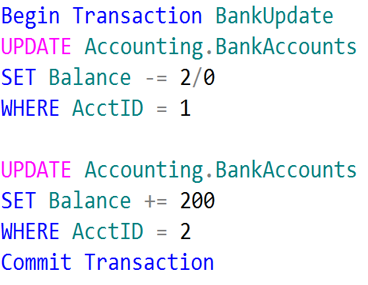 Begin Transaction BankUpdate
UPDATE Accounting.BankAccounts
SET Balance -= 2/0
WHERE AcctID = 1
UPDATE Accounting.BankAccounts
SET Balance += 200
WHERE AcctID = 2
Commit Transaction